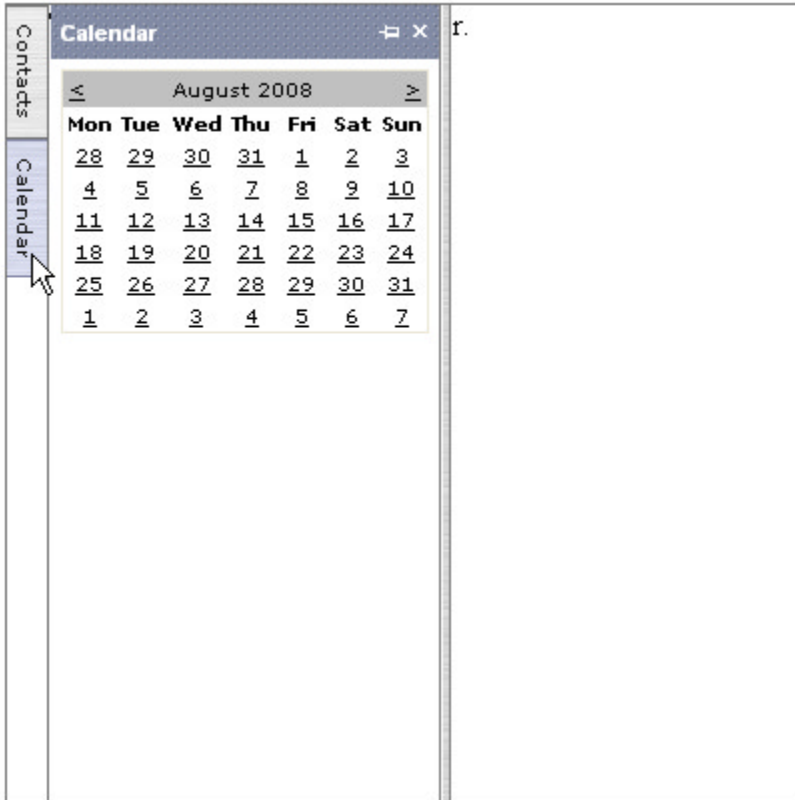 Contacts
Calendar
Calendar
r.
< August 2008 >
Mon Tue Wed Thu Fri Sat Sun
28 29 30 31 1 2 3
4 5 6 7 8 9 10
11 12 13 14 15 16 17
18 19 20 21 22 23 24
25 26 27 28 29 30 31
1 2 3 4 5 6 7